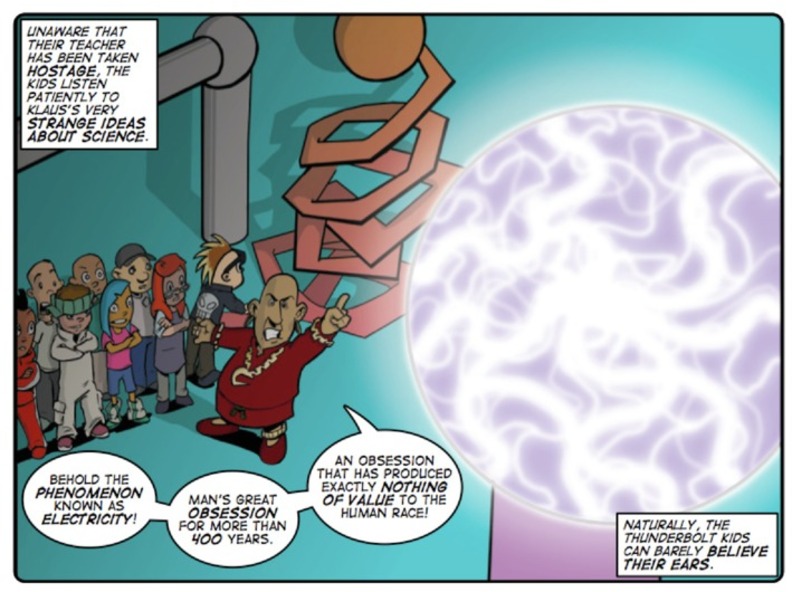 UNAWARE THAT
THEIR TEACHER
HAS BEEN TAKEN
HOSTAGE, THE
KIDS LISTEN
PATIENTLY TO
KLAUS'S VERY
STRANGE IDEAS
ABOUT SCIENCE.
BEHOLD THE
PHENOMENON
KNOWN AS
ELECTRICITY!
MAN'S GREAT
OBSESSION
FOR MORE THAN
400 YEARS.
AN OBSESSION
THAT HAS PRODUCED
EXACTLY NOTHING
OF VALUE TO THE
HUMAN RACE!
NATURALLY, THE
THUNDERBOLT KIDS
CAN BARELY BELIEVE
THEIR EARS.